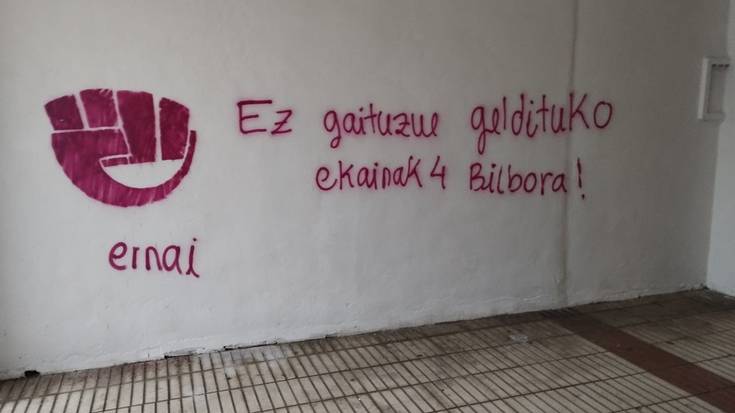 Ez gaituzue geldituko
ekainak 4 Bilbora!
ernai